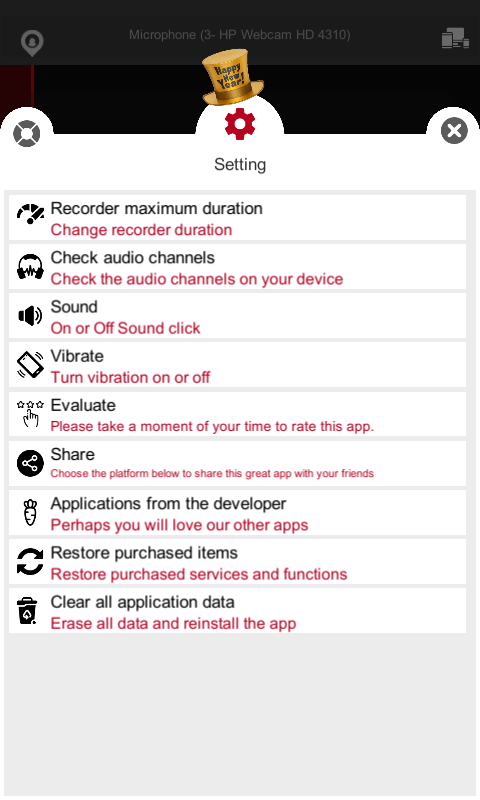 Microphone (3- HP Webcam HD 4310)
Happy
New
Year!
Setting
Recorder maximum duration
Change recorder duration
Check audio channels
Check the audio channels on your device
Sound
On or Off Sound click
Vibrate
Turn vibration on or off
Evaluate
Please take a moment of your time to rate this app.
Share
Choose the platform below to share this great app with your friends
Applications from the developer
Perhaps you will love our other apps
Restore purchased items
Restore purchased services and functions
Clear all application data
Erase all data and reinstall the app